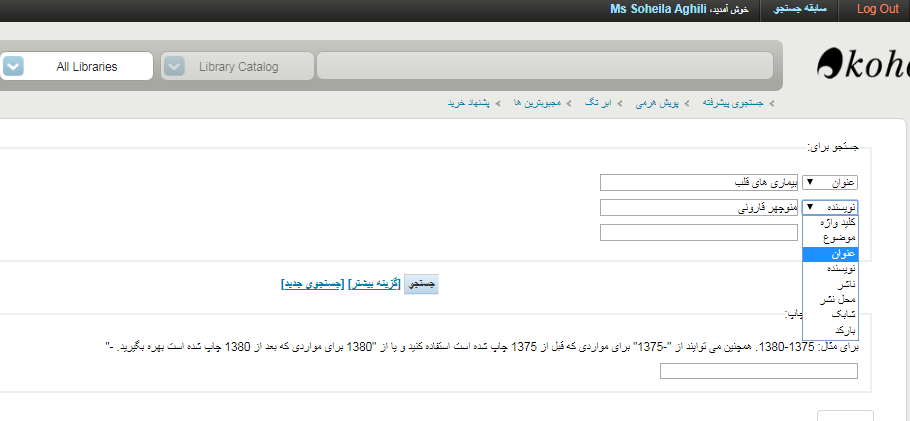 Log Out سابقه جستجو خوش آمدید، Ms Soheila Aghili
koha
All Libraries Library Catalog
جستجوی پیشرفته پویش هرمی ابر تگ محبوبترین ها پشنهاد خرید
جستجو برای:
عنوان بیماری های قلب
نویسنده منوچهر قارونی
کلید واژه
موضوع
عنوان
نویسنده
ناشر
محل نشر
شابک
بارکد
جستجو [گزینه بیشتر] [جستجوی جدید]
چاپ:
برای مثال: 1375-1380. همچنین می توایند از "-1375" برای مواردی که قبل از 1375 چاپ شده است استفاده کنید و یا از "1380 برای مواردی که بعد از 1380 چاپ شده است بهره بگیرید. -"